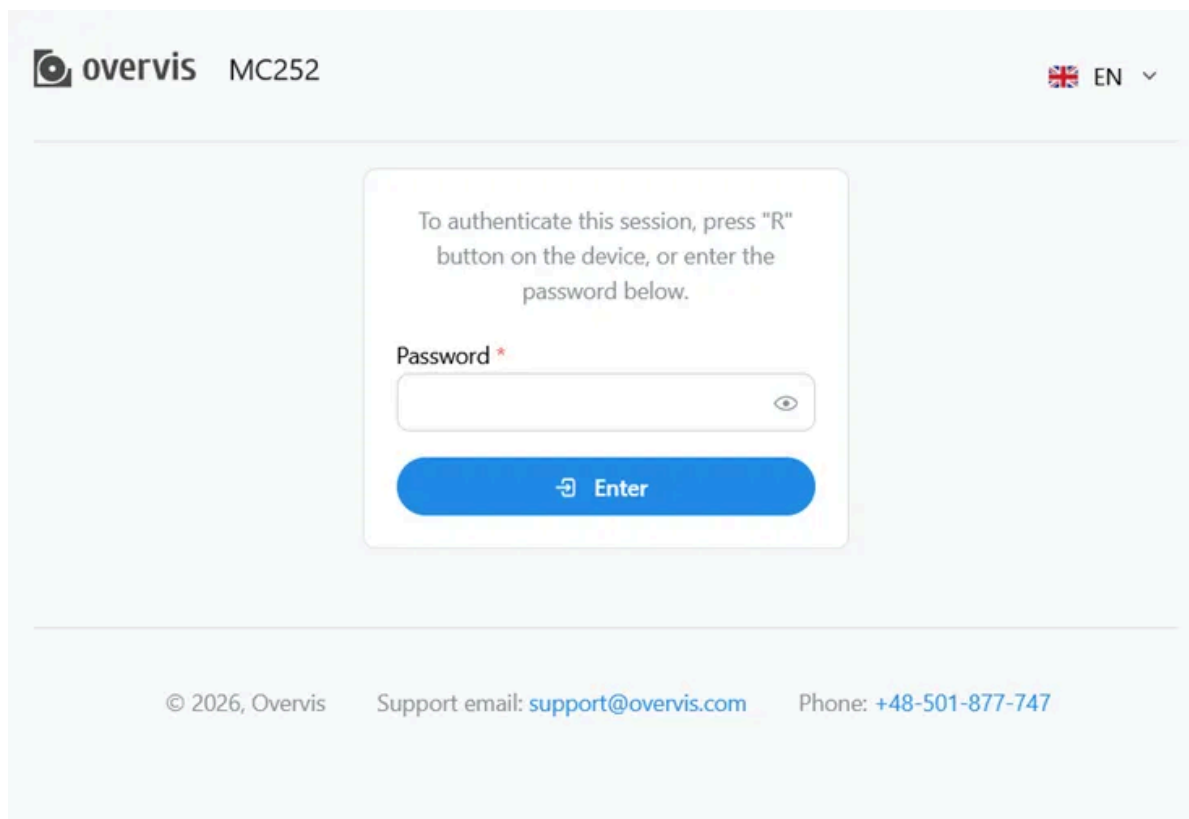 overvis MC252
EN
To authenticate this session, press "R"
button on the device, or enter the
password below.
Password *
Enter
© 2026, Overvis Support email: support@overvis.com Phone: +48-501-877-747